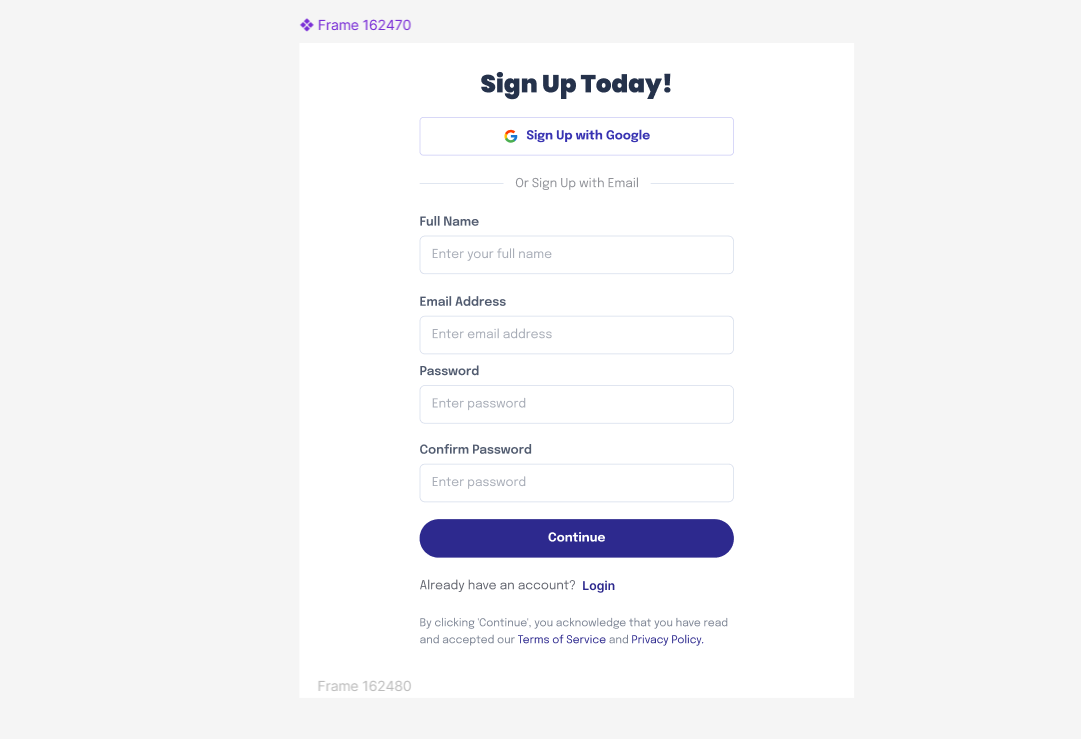 Frame 162470
Sign Up Today!
Sign Up with Google
Or Sign Up with Email
Full Name
Enter your full name
Email Address
Enter email address
Password
Enter password
Confirm Password
Enter password
Continue
Already have an account? Login
By clicking 'Continue', you acknowledge that you have read
and accepted our Terms of Service and Privacy Policy.
Frame 162480